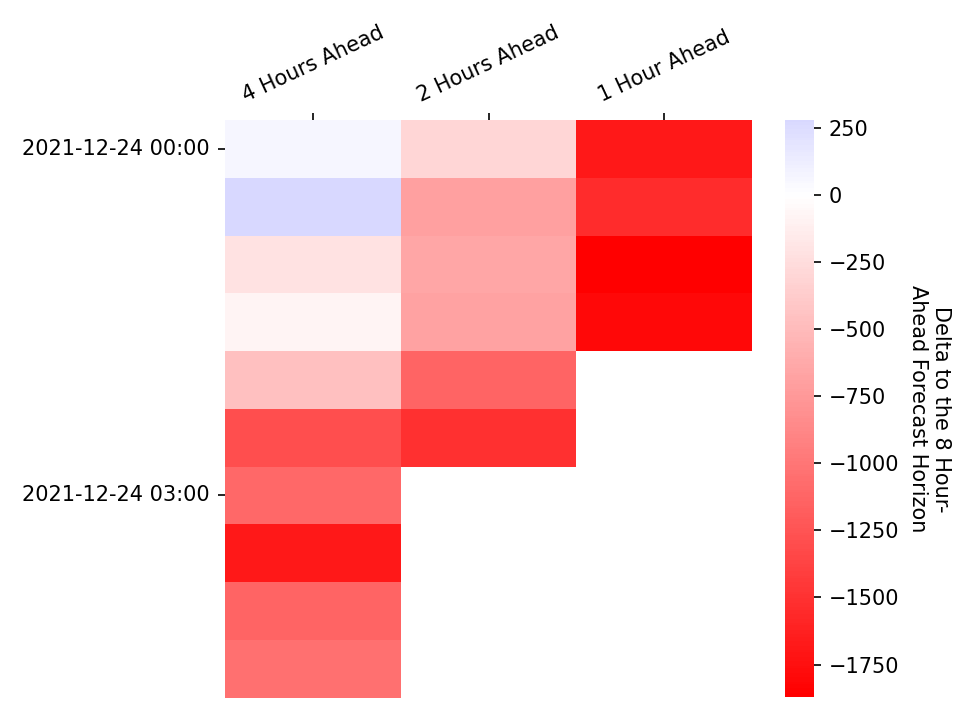 4 Hours Ahead
2 Hours Ahead
1 Hour Ahead
2021-12-24 00:00
2021-12-24 03:00
250
0
−250
−500
−750
−1000
−1250
−1500
−1750
Delta to the 8 Hour-
Ahead Forecast Horizon